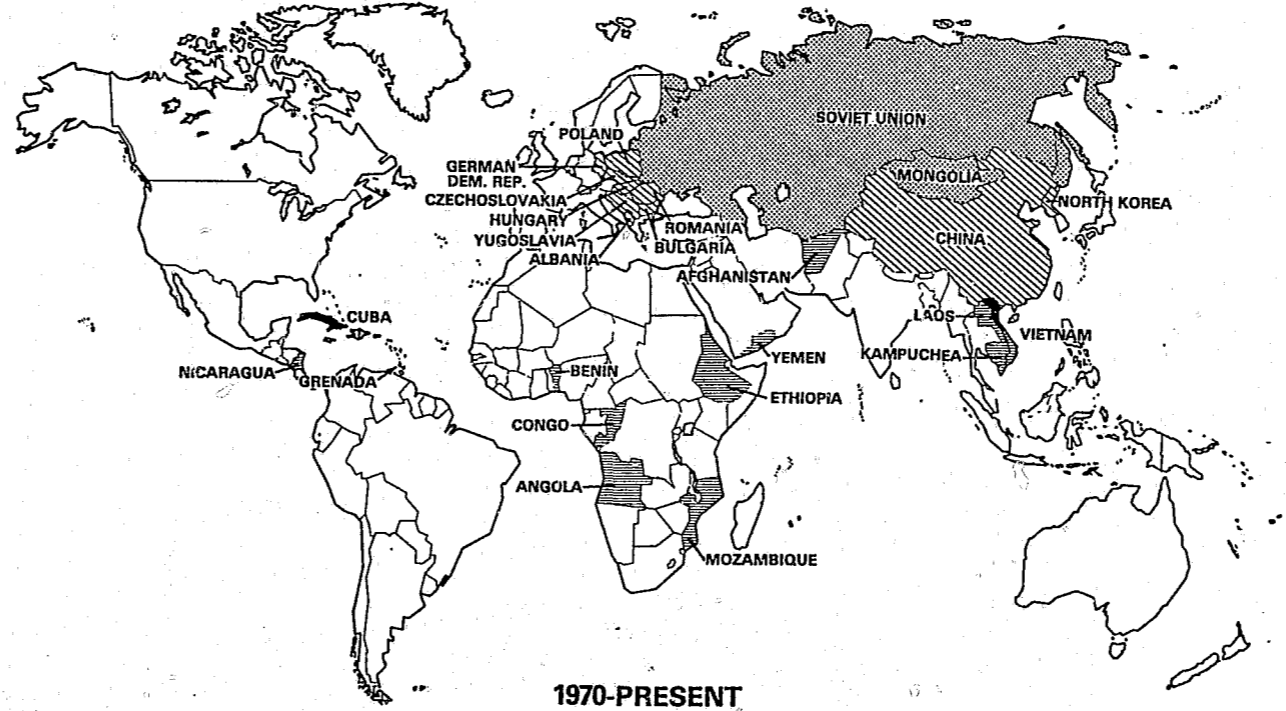 SOVIET UNION
POLAND
GERMAN
DEM. REP.
MONGOLIA
CZECHOSLOVAKIA
NORTH KOREA
HUNGARY
ROMANIA
YUGOSLAVIA
BULGARIA
CHINA
ALBANIA
AFGHANISTAN
CUBA
LAOS
VIETNAM
YEMEN
KAMPUCHEA
NICARAGUA
GRENADA
BENIN
ETHIOPIA
CONGO
ANGOLA
MOZAMBIQUE
1970-PRESENT